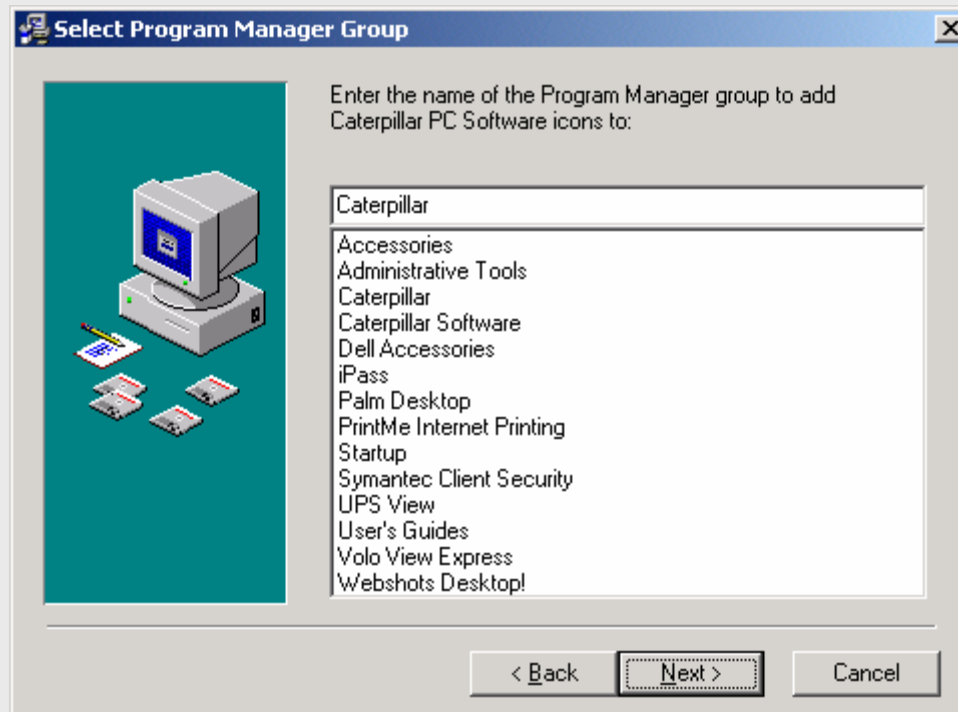 Select Program Manager Group
Enter the name of the Program Manager group to add
Caterpillar PC Software icons to:
Caterpillar
Accessories
Administrative Tools
Caterpillar
Caterpillar Software
Dell Accessories
iPass
Palm Desktop
PrintMe Internet Printing
Startup
Symantec Client Security
UPS View
User's Guides
Volo View Express
Webshots Desktop!
< Back
Next >
Cancel